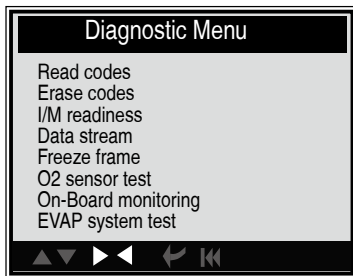 Diagnostic Menu
Read codes
Erase codes
I/M readiness
Data stream
Freeze frame
O2 sensor test
On-Board monitoring
EVAP system test